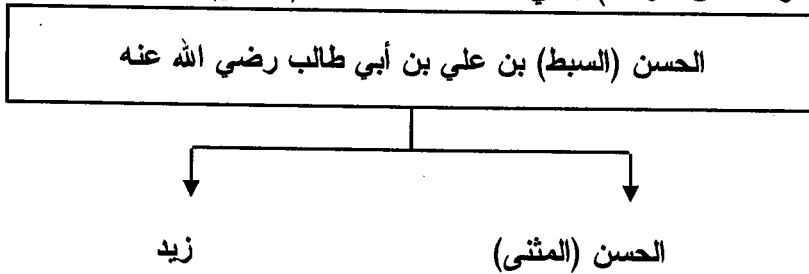 الحسن (السبط) بن علي بن أبي طالب رضي الله عنه
الحسن (المثنى) زيد